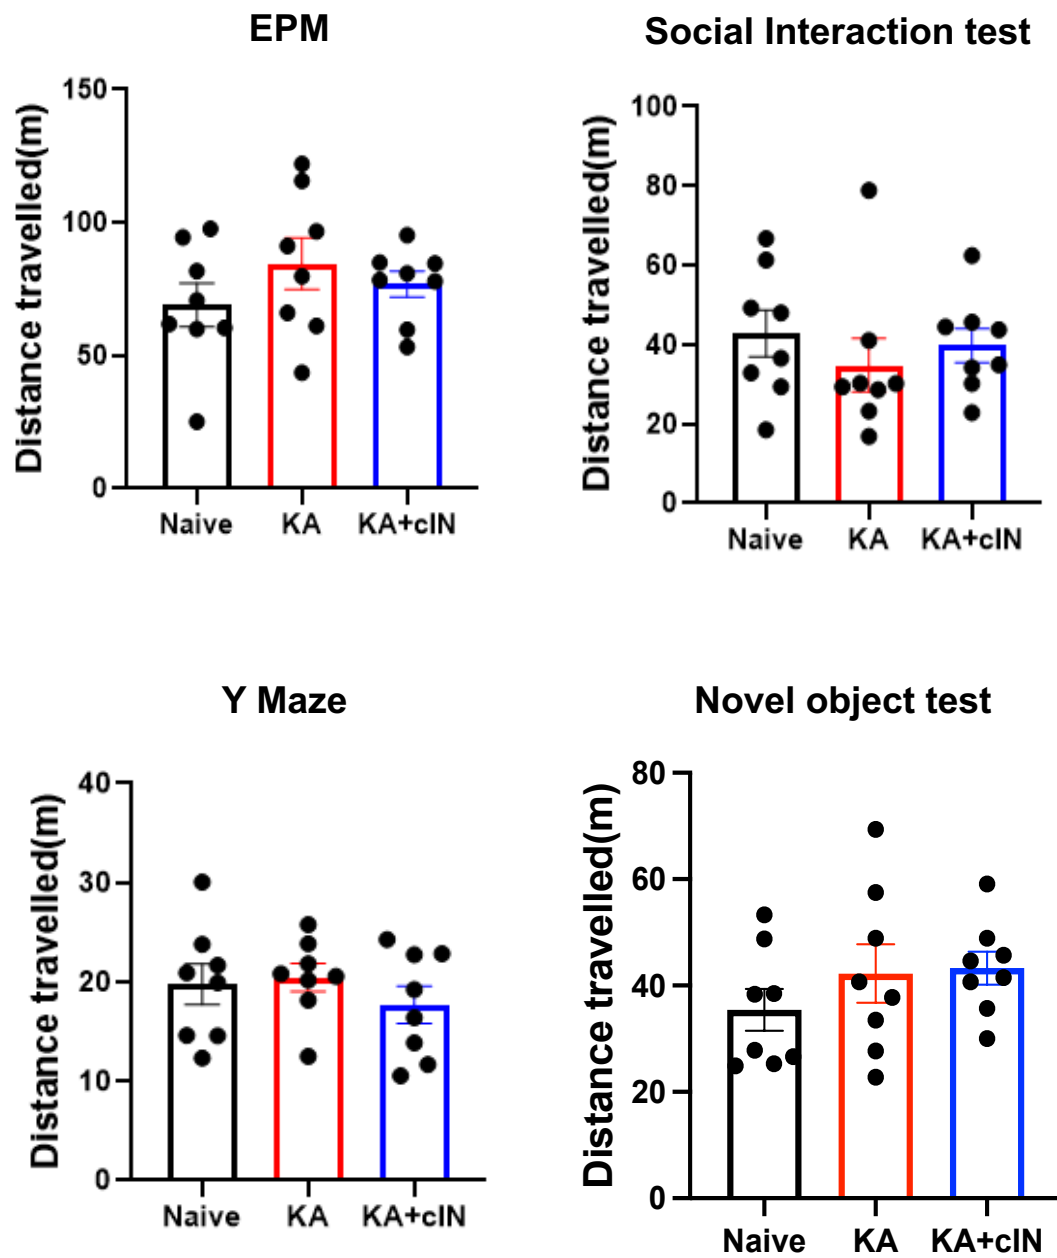 EPM
Distance travelled(m)
150
100
50
0
Naive KA KA+cIN
Social Interaction test
Distance travelled(m)
100
80
60
40
20
0
Naive KA KA+cIN
Y Maze
Distance travelled(m)
40
30
20
10
0
Naive KA KA+cIN
Novel object test
Distance travelled(m)
80
60
40
20
0
Naive KA KA+cIN